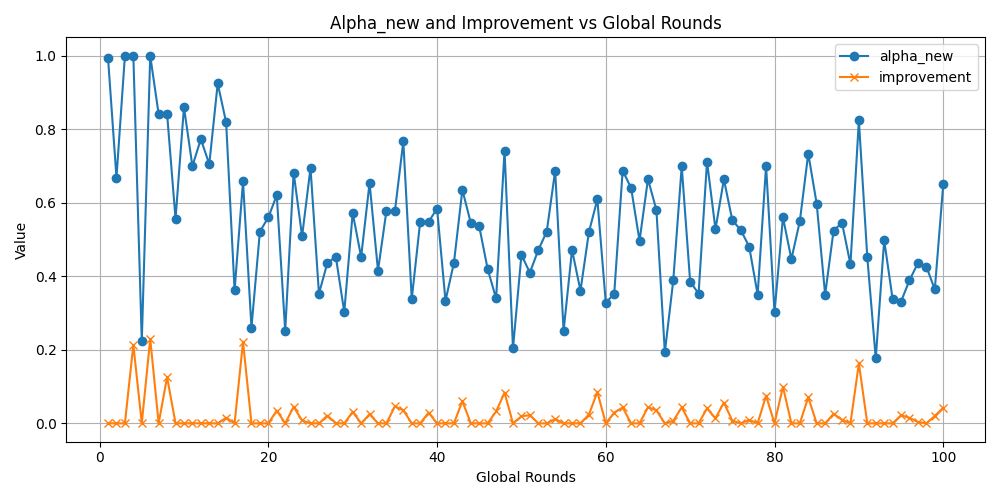 Alpha_new and Improvement vs Global Rounds
alpha_new
improvement
Value
1.0
0.8
0.6
0.4
0.2
0.0
0
20
40
60
80
100
Global Rounds